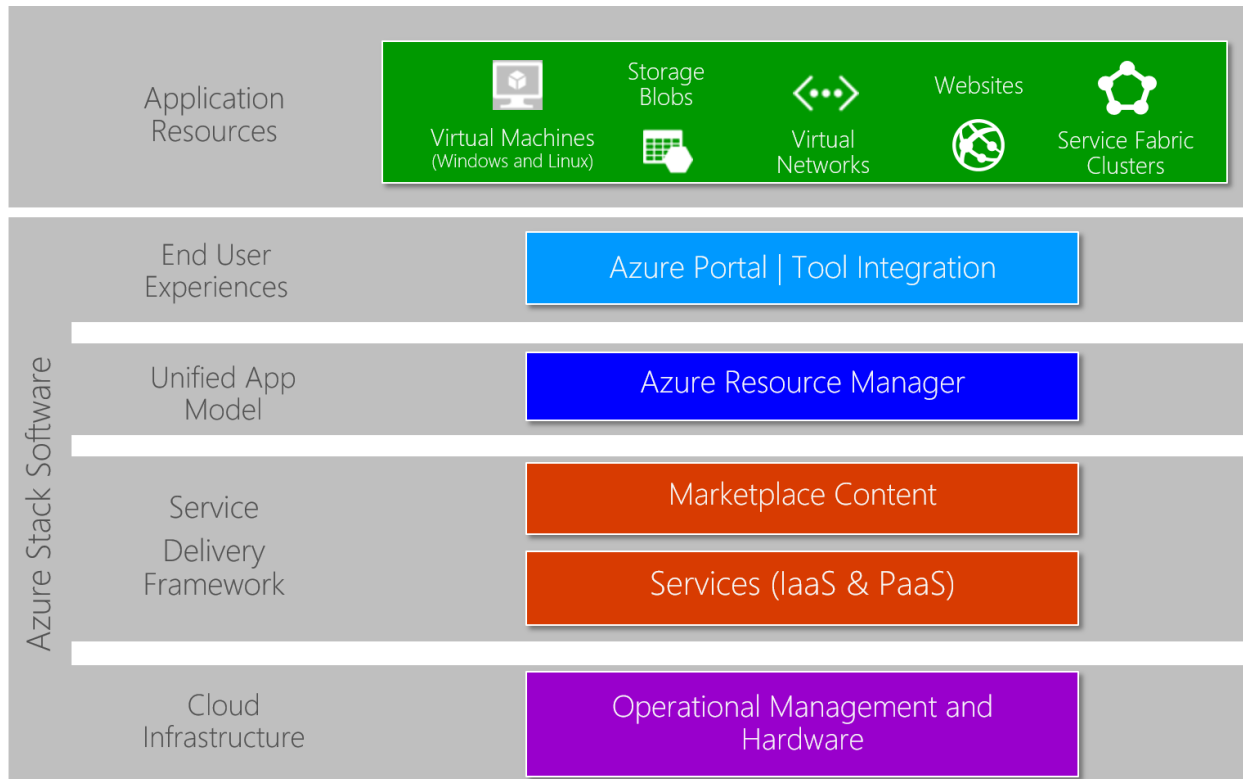 Application
Resources
Virtual Machines
(Windows and Linux)
Storage
Blobs
Virtual
Networks
Websites
Service Fabric
Clusters
Azure Stack Software
End User
Experiences
Azure Portal | Tool Integration
Unified App
Model
Azure Resource Manager
Service
Delivery
Framework
Marketplace Content
Services (IaaS & PaaS)
Cloud
Infrastructure
Operational Management and
Hardware